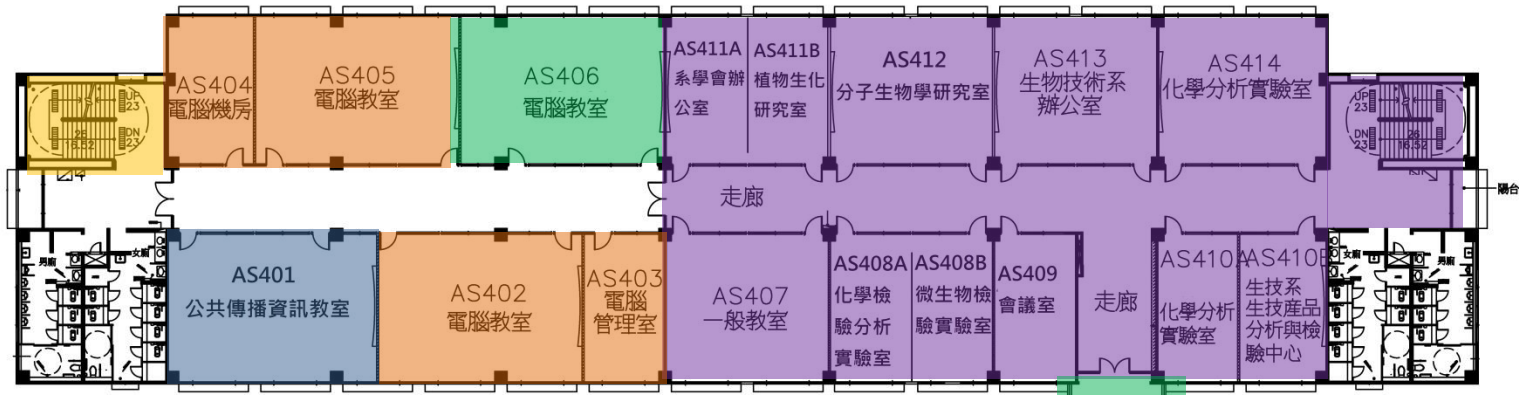 UP
23
DN
23
26
16.52
AS404
電腦機房
AS405
電腦教室
AS406
電腦教室
AS411A
系學會辦
公室
AS411B
植物生化
研究室
AS412
分子生物學研究室
AS413
生物技術系
辦公室
AS414
化學分析實驗室
UP
23
DN
23
26
16.52
走廊
陽台
男廁
女廁
AS401
公共傳播資訊教室
AS402
電腦教室
AS403
電腦
管理室
AS407
一般教室
AS408A
化學檢
驗分析
實驗室
AS408B
微生物檢
驗實驗室
AS409
會議室
走廊
AS410A
化學分析
實驗室
AS410B
生技系
生技產品
分析與檢
驗中心
女廁
男廁